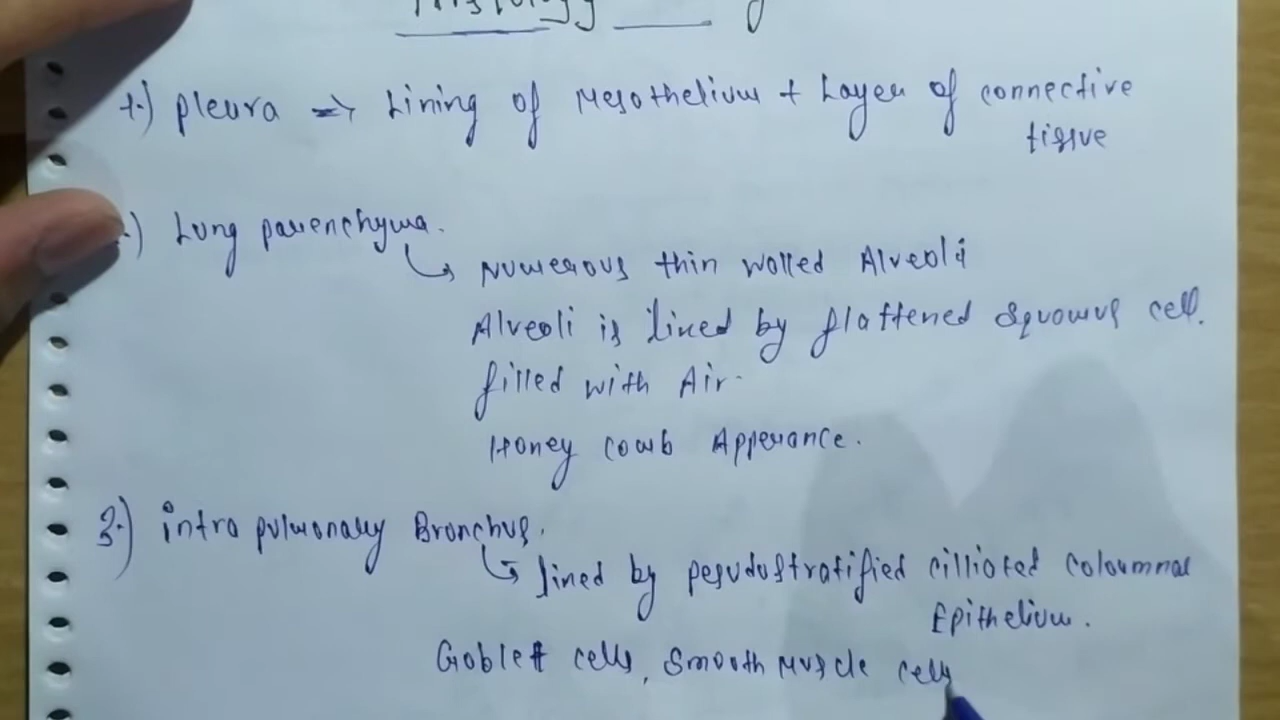 Histology
1.) Pleura => Lining of Mesothelium + Layer of connective
tissue
.) Lung parenchyma.
Numerous thin walled Alveoli
Alveoli is lined by flattened squamus cell.
filled with Air.
Honey comb Apperance.
3.) intra pulmonary Bronchus.
lined by pesudostratified cilliated coloumnar
Epithelium.
Goblet cells, Smooth Muscle cells